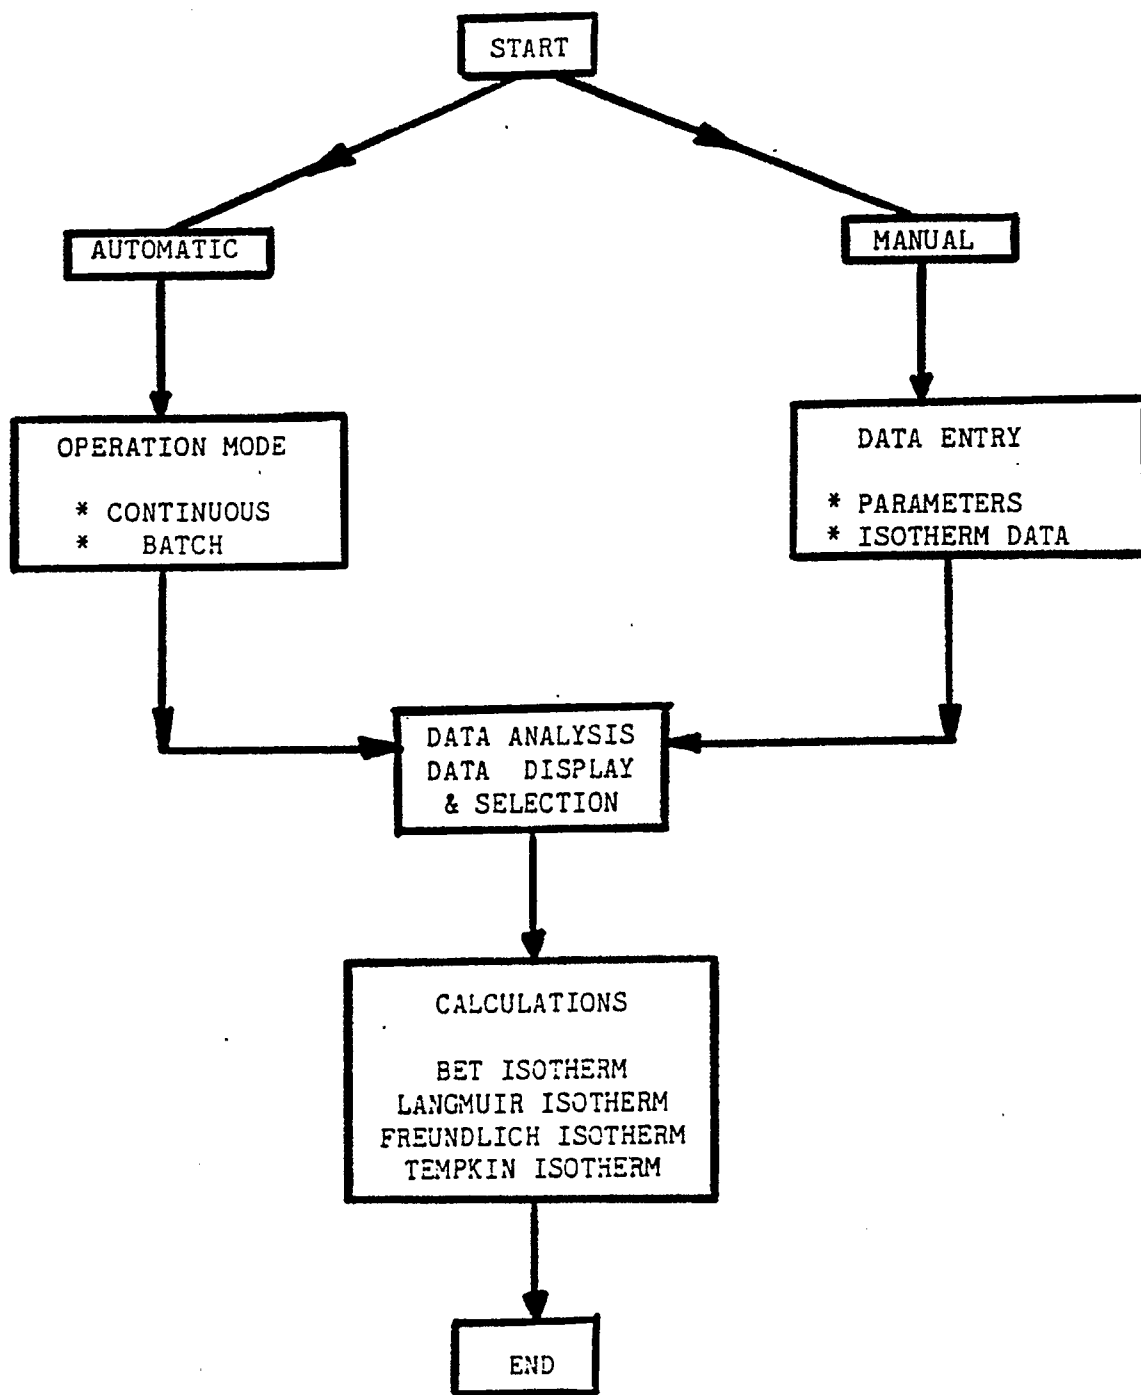 START
AUTOMATIC
MANUAL
OPERATION MODE
* CONTINUOUS
* BATCH
DATA ENTRY
* PARAMETERS
* ISOTHERM DATA
DATA ANALYSIS
DATA DISPLAY
& SELECTION
CALCULATIONS
BET ISOTHERM
LANGMUIR ISOTHERM
FREUNDLICH ISOTHERM
TEMPKIN ISOTHERM
END